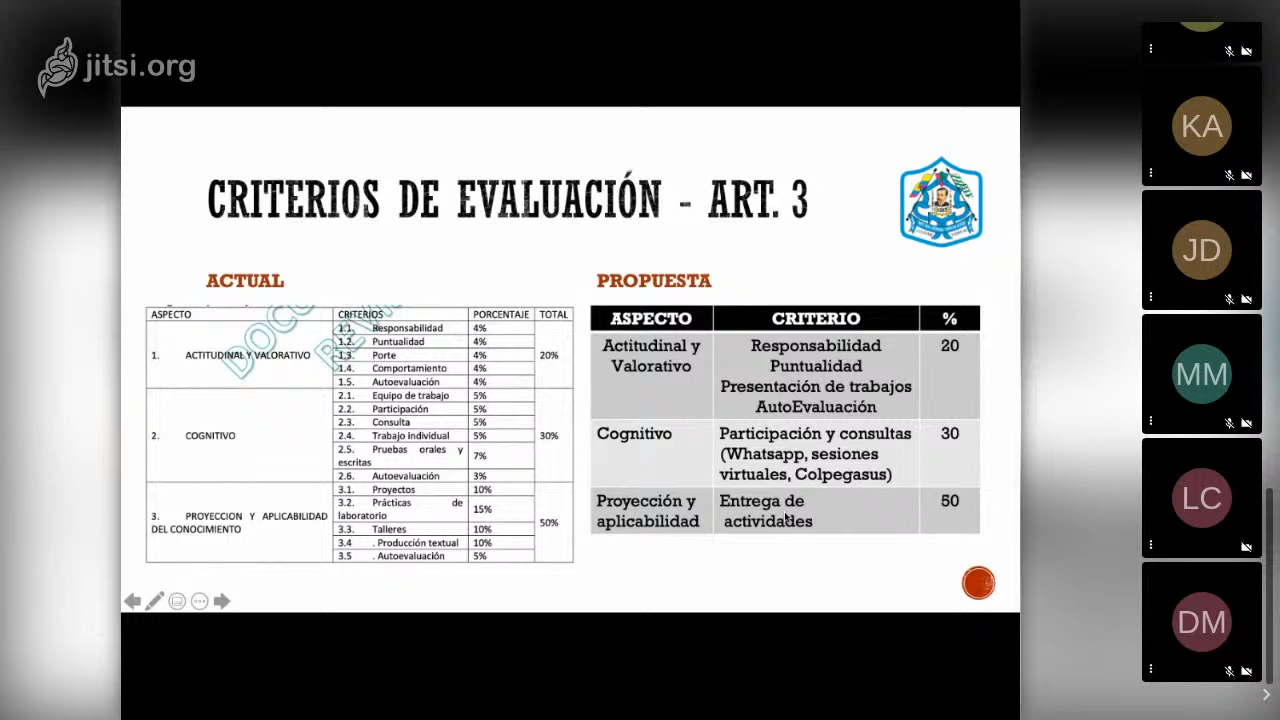 jitsi.org
CRITERIOS DE EVALUACIÓN - ART. 3
ACTUAL
ASPECTO CRITERIOS PORCENTAJE TOTAL
1. ACTITUDINAL Y VALORATIVO 20%
1.1. Responsabilidad 4%
1.2. Puntualidad 4%
1.3. Porte 4%
1.4. Comportamiento 4%
1.5. Autoevaluación 4%
2. COGNITIVO 30%
2.1. Equipo de trabajo 5%
2.2. Participación 5%
2.3. Consulta 5%
2.4. Trabajo individual 5%
2.5. Pruebas orales y
escritas 7%
2.6. Autoevaluación 3%
3. PROYECCION Y APLICABILIDAD
DEL CONOCIMIENTO 50%
3.1. Proyectos 10%
3.2. Prácticas de
laboratorio 15%
3.3. Talleres 10%
3.4 . Producción textual 10%
3.5 . Autoevaluación 5%
PROPUESTA
ASPECTO CRITERIO %
Actitudinal y Responsabilidad 20
Valorativo Puntualidad
Presentación de trabajos
AutoEvaluación
Cognitivo Participación y consultas 30
(Whatsapp, sesiones
virtuales, Colpegasus)
Proyección y Entrega de 50
aplicabilidad actividades
KA
JD
MM
LC
DM